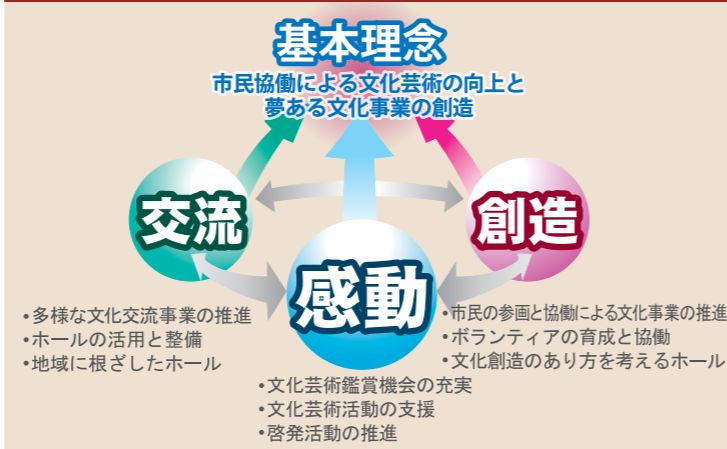 基本理念
市民協働による文化芸術の向上と
夢ある文化事業の創造
交流
創造
感動
•多様な文化交流事業の推進
•ホールの活用と整備
•地域に根ざしたホール
•市民の参画と協働による文化事業の推進
•ボランティアの育成と協働
•文化創造のあり方を考えるホール
•文化芸術鑑賞機会の充実
•文化芸術活動の支援
•啓発活動の推進